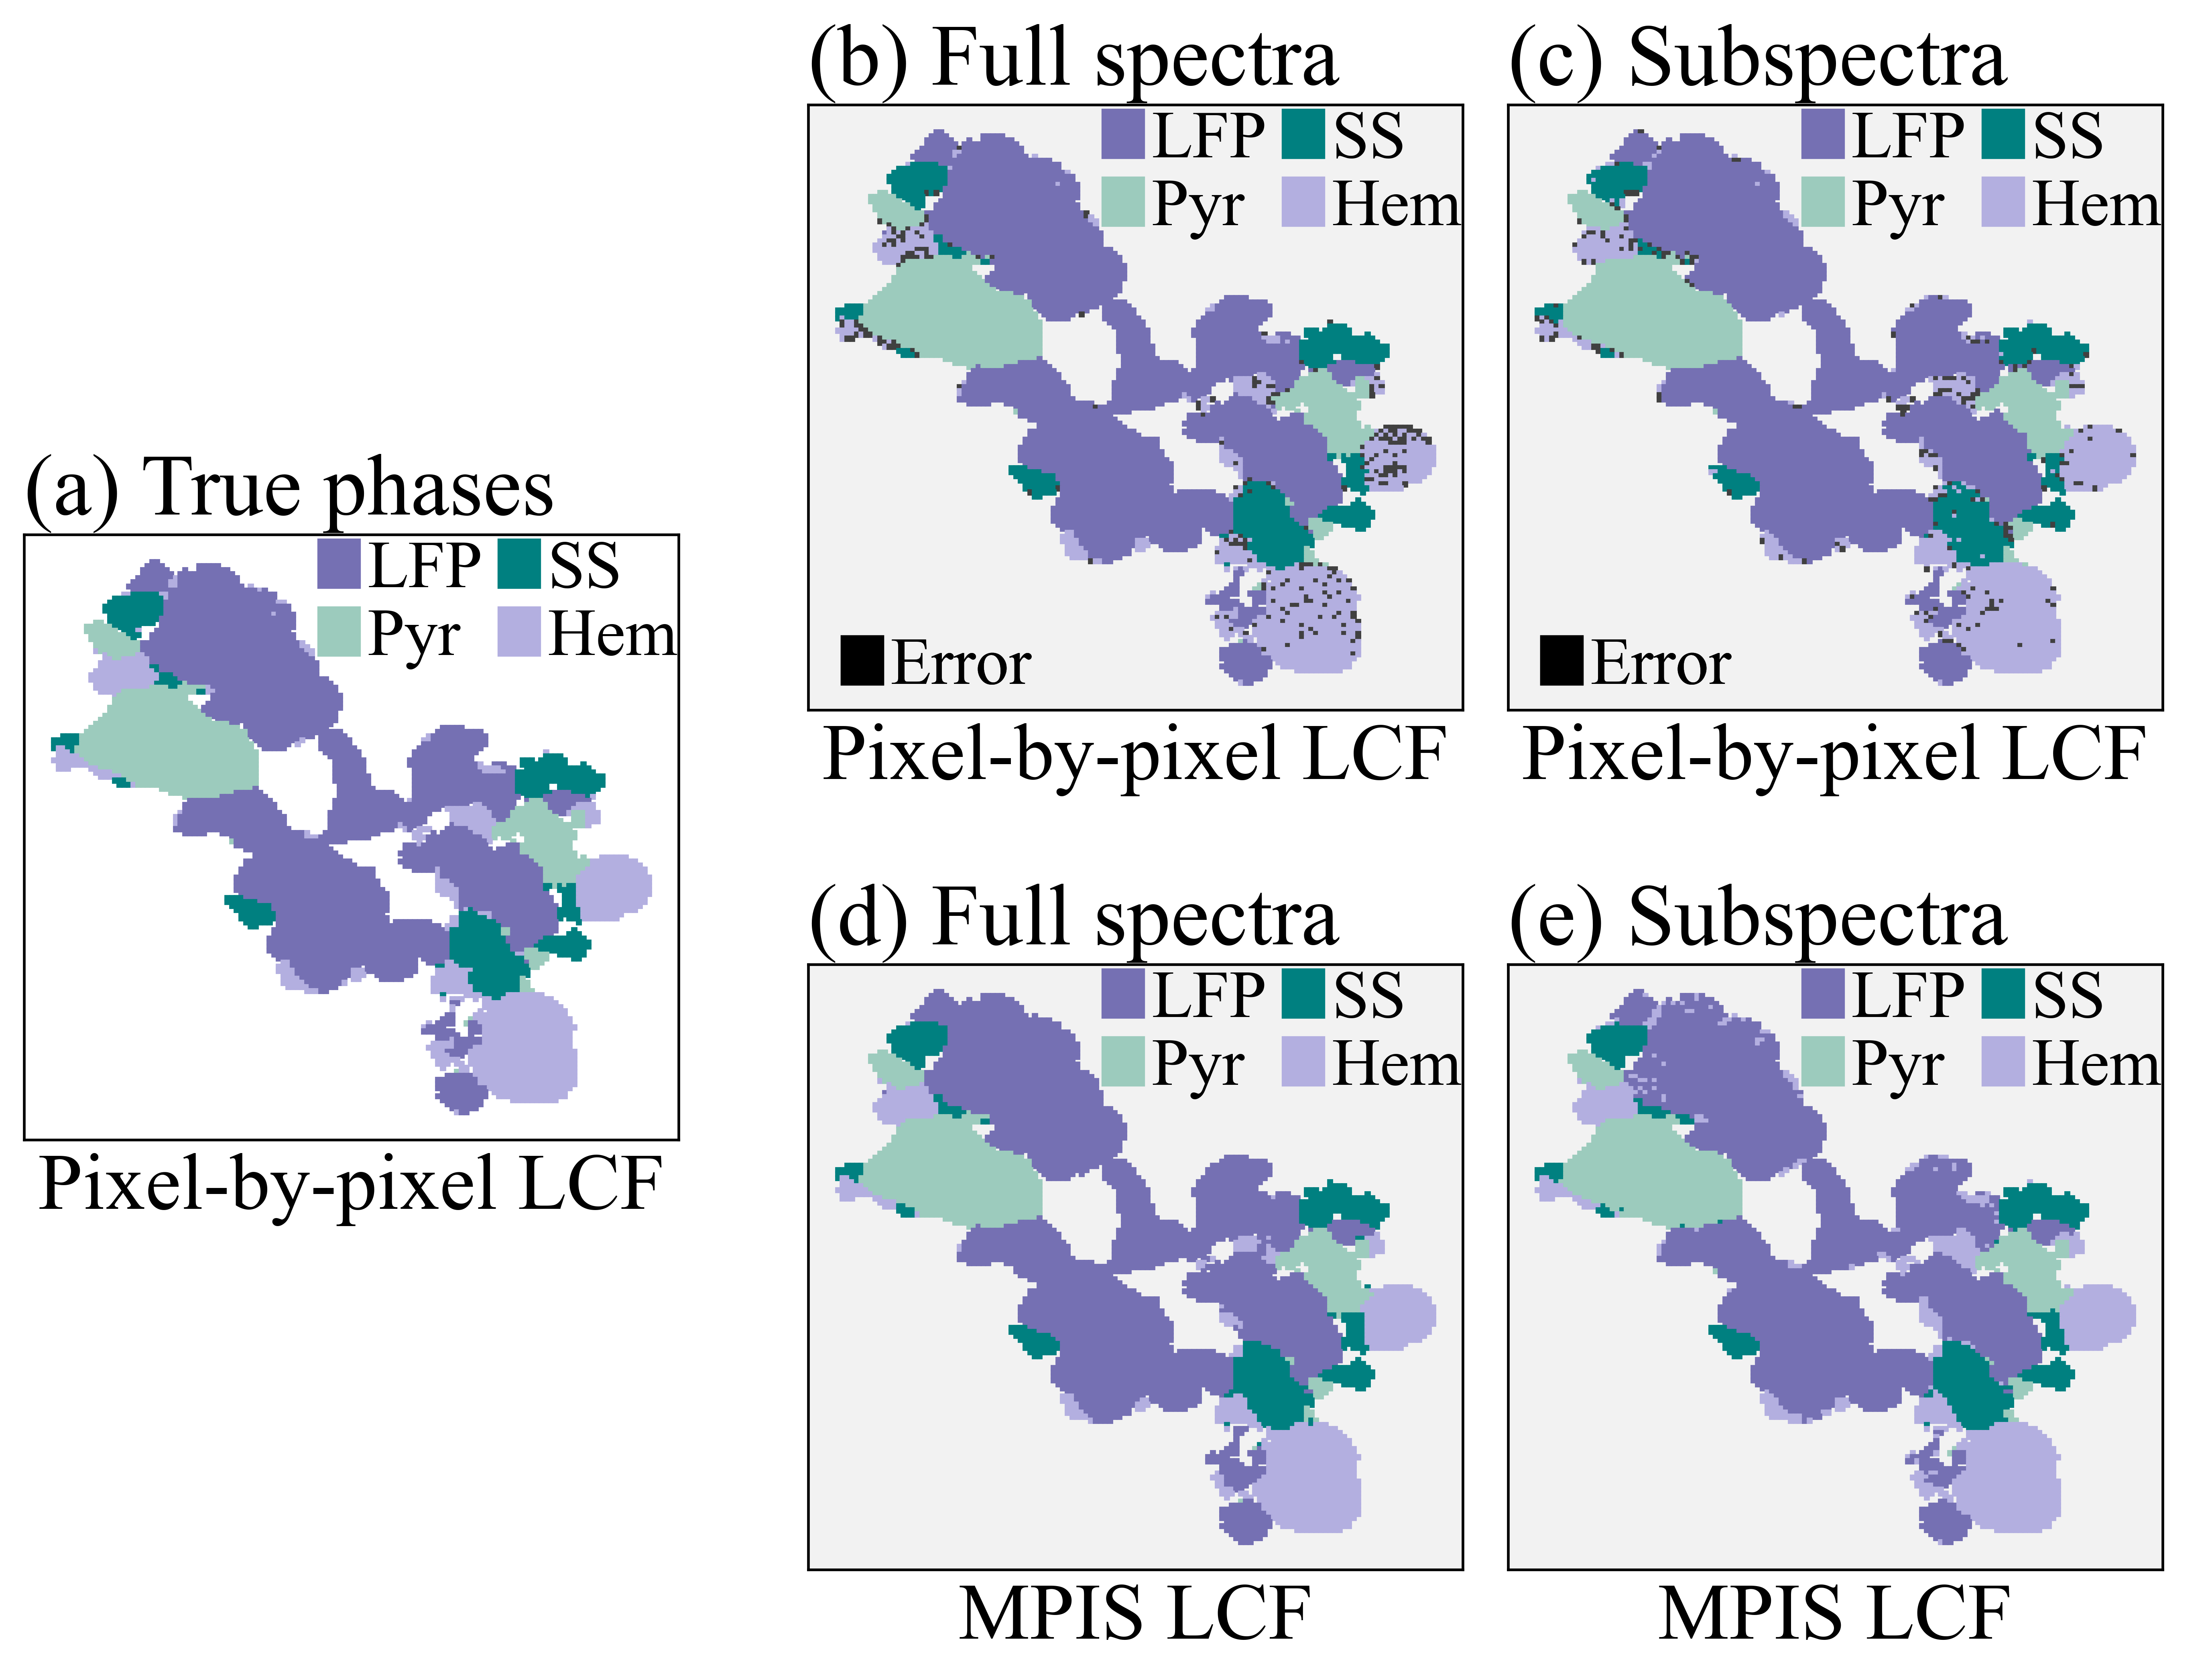 (a) True phases
LFP SS
Pyr Hem
Pixel-by-pixel LCF
(b) Full spectra
LFP SS
Pyr Hem
Error
Pixel-by-pixel LCF
(c) Subspectra
LFP SS
Pyr Hem
Error
Pixel-by-pixel LCF
(d) Full spectra
LFP SS
Pyr Hem
MPIS LCF
(e) Subspectra
LFP SS
Pyr Hem
MPIS LCF